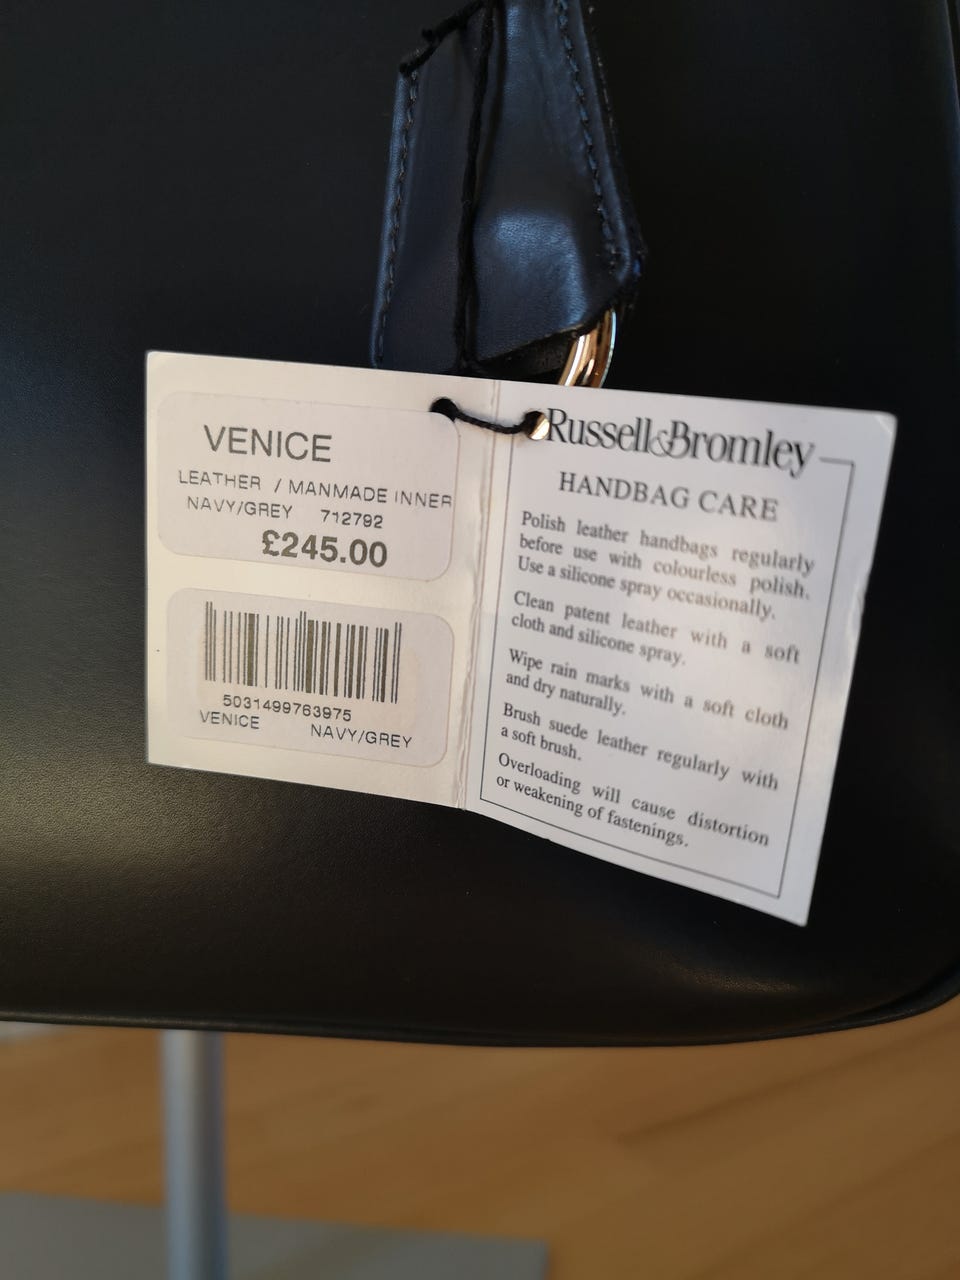 VENICE
LEATHER / MANMADE INNER
NAVY/GREY 712792
£245.00
5031499763975
VENICE NAVY/GREY
Russell&Bromley
HANDBAG CARE
Polish leather handbags regularly
before use with colourless polish.
Use a silicone spray occasionally.
Clean patent leather with a soft
cloth and silicone spray.
Wipe rain marks with a soft cloth
and dry naturally.
Brush suede leather regularly with
a soft brush.
Overloading will cause distortion
or weakening of fastenings.